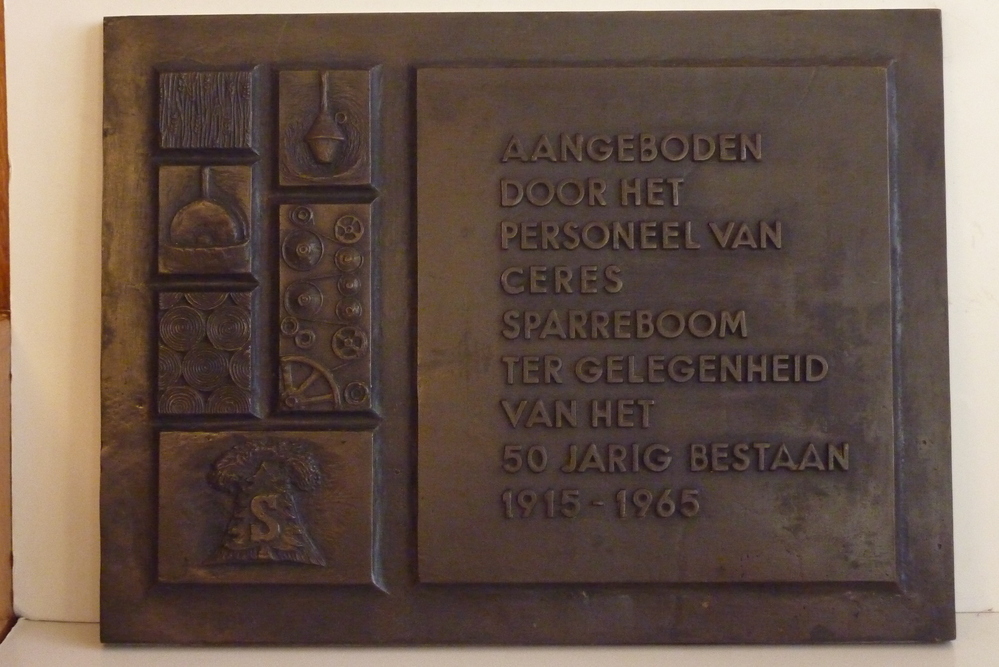 AANGEBODEN
DOOR HET
PERSONEEL VAN
CERES
SPARREBOOM
TER GELEGENHEID
VAN HET
50 JARIG BESTAAN
1915 - 1965
S